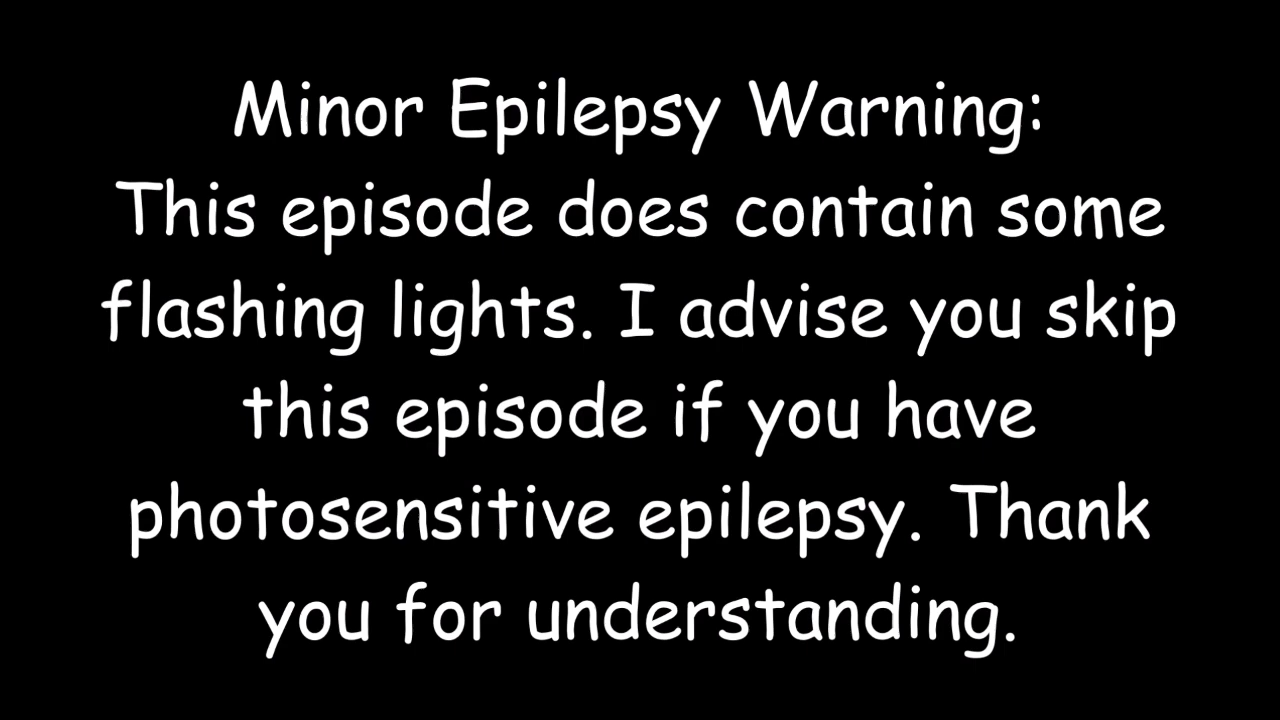 Minor Epilepsy Warning:
This episode does contain some
flashing lights. I advise you skip
this episode if you have
photosensitive epilepsy. Thank
you for understanding.